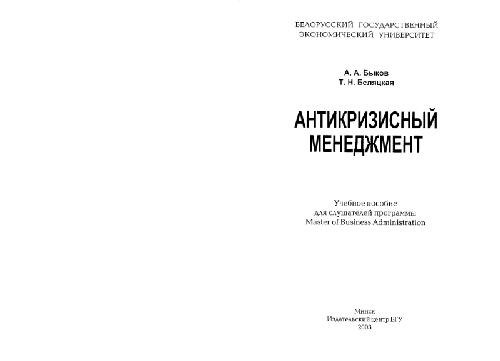 БЕЛОРУССКИЙ ГОСУДАРСТВЕННЫЙ
ЭКОНОМИЧЕСКИЙ УНИВЕРСИТЕТ
А. А. Быков
Т. Н. Беляцкая
АНТИКРИЗИСНЫЙ
МЕНЕДЖМЕНТ
Учебное пособие
для слушателей программы
Master of Business Administration
Минск
Издательский центр БГУ
2003